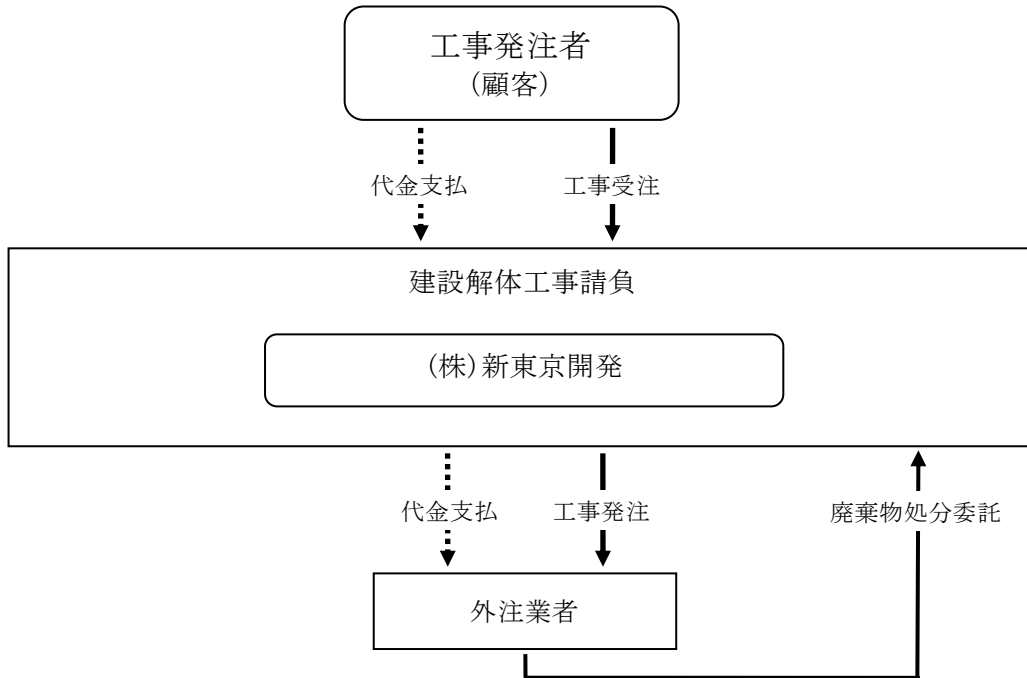 工事発注者
(顧客)
代金支払
工事受注
建設解体工事請負
(株)新東京開発
代金支払
工事発注
廃棄物処分委託
外注業者